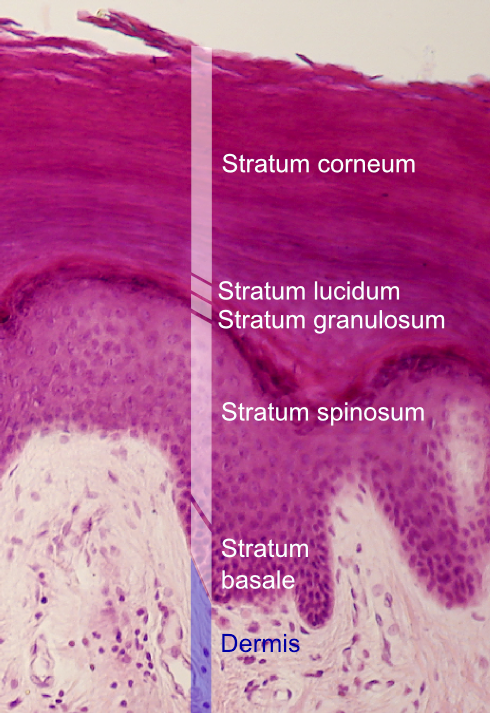 Stratum corneum
Stratum lucidum
Stratum granulosum
Stratum spinosum
Stratum
basale
Dermis